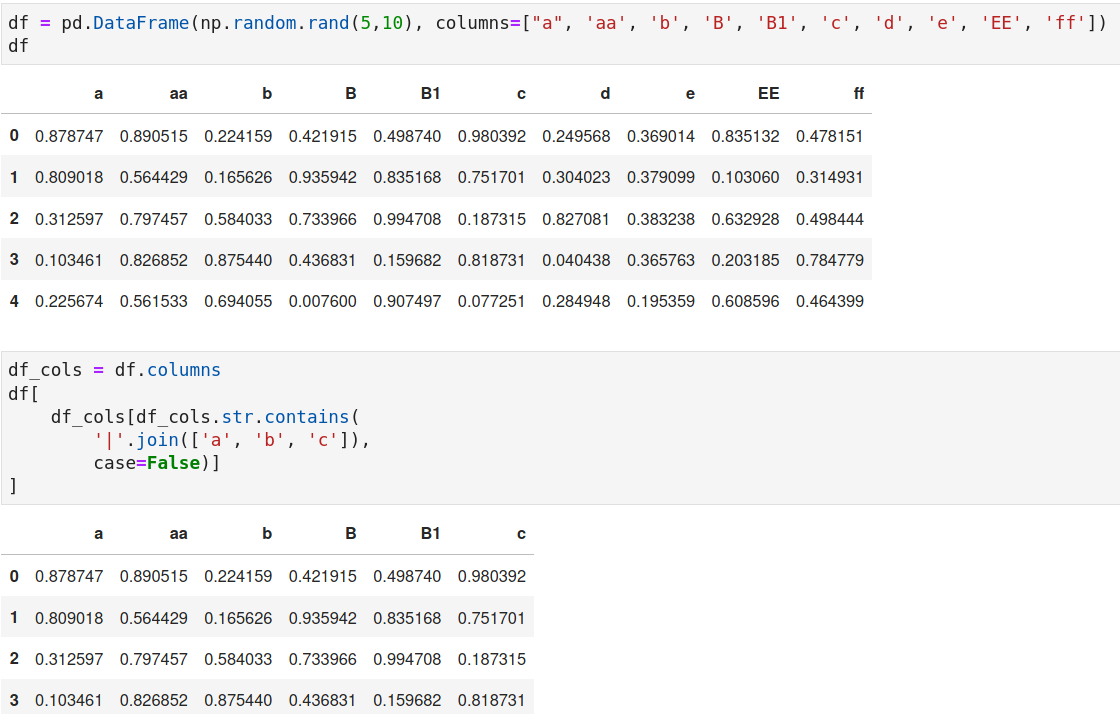 df = pd.DataFrame(np.random.rand(5,10), columns=["a", 'aa', 'b', 'B', 'B1', 'c', 'd', 'e', 'EE', 'ff'])
df
a aa b B B1 c d e EE ff
0 0.878747 0.890515 0.224159 0.421915 0.498740 0.980392 0.249568 0.369014 0.835132 0.478151
1 0.809018 0.564429 0.165626 0.935942 0.835168 0.751701 0.304023 0.379099 0.103060 0.314931
2 0.312597 0.797457 0.584033 0.733966 0.994708 0.187315 0.827081 0.383238 0.632928 0.498444
3 0.103461 0.826852 0.875440 0.436831 0.159682 0.818731 0.040438 0.365763 0.203185 0.784779
4 0.225674 0.561533 0.694055 0.007600 0.907497 0.077251 0.284948 0.195359 0.608596 0.464399
df_cols = df.columns
df[
    df_cols[df_cols.str.contains(
        '|'.join(['a', 'b', 'c']),
        case=False)]
]
a aa b B B1 c
0 0.878747 0.890515 0.224159 0.421915 0.498740 0.980392
1 0.809018 0.564429 0.165626 0.935942 0.835168 0.751701
2 0.312597 0.797457 0.584033 0.733966 0.994708 0.187315
3 0.103461 0.826852 0.875440 0.436831 0.159682 0.818731